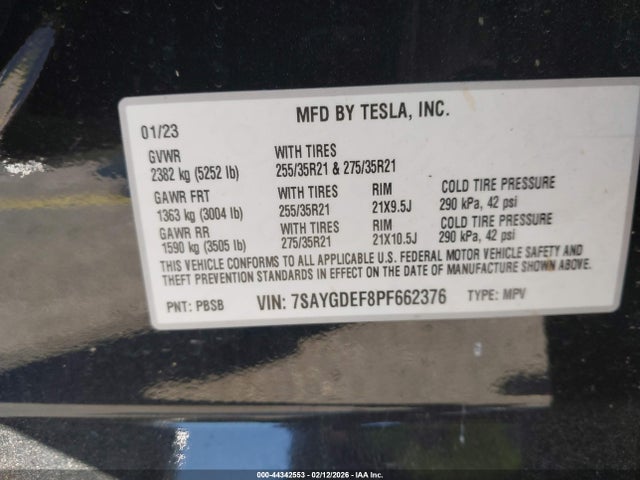 MFD BY TESLA, INC.
01/23
GVWR WITH TIRES
2382 kg (5252 lb) 255/35R21 & 275/35R21
GAWR FRT WITH TIRES RIM COLD TIRE PRESSURE
1363 kg (3004 lb) 255/35R21 21X9.5J 290 kPa, 42 psi
GAWR RR WITH TIRES RIM COLD TIRE PRESSURE
1590 kg (3505 lb) 275/35R21 21X10.5J 290 kPa, 42 psi
THIS VEHICLE CONFORMS TO ALL APPLICABLE U.S. FEDERAL MOTOR VEHICLE SAFETY AND
THEFT PREVENTION STANDARDS IN EFFECT ON THE DATE OF MANUFACTURE SHOWN ABOVE.
PNT: PBSB VIN: 7SAYGDEF8PF662376 TYPE: MPV
000-44342553 - 02/12/2026 - IAA Inc.